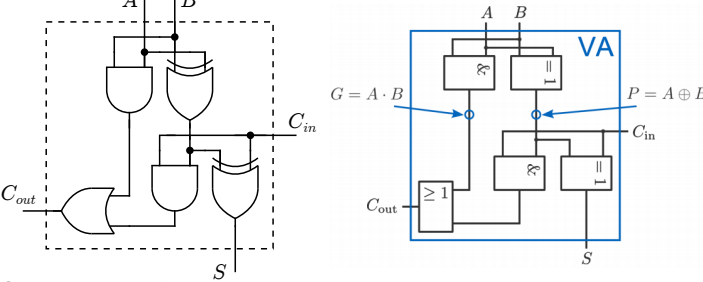 A B
C_in
C_out
S
A B
VA
& =1
G = A · B
P = A ⊕ B
C_in
& =1
≥ 1
C_out
S